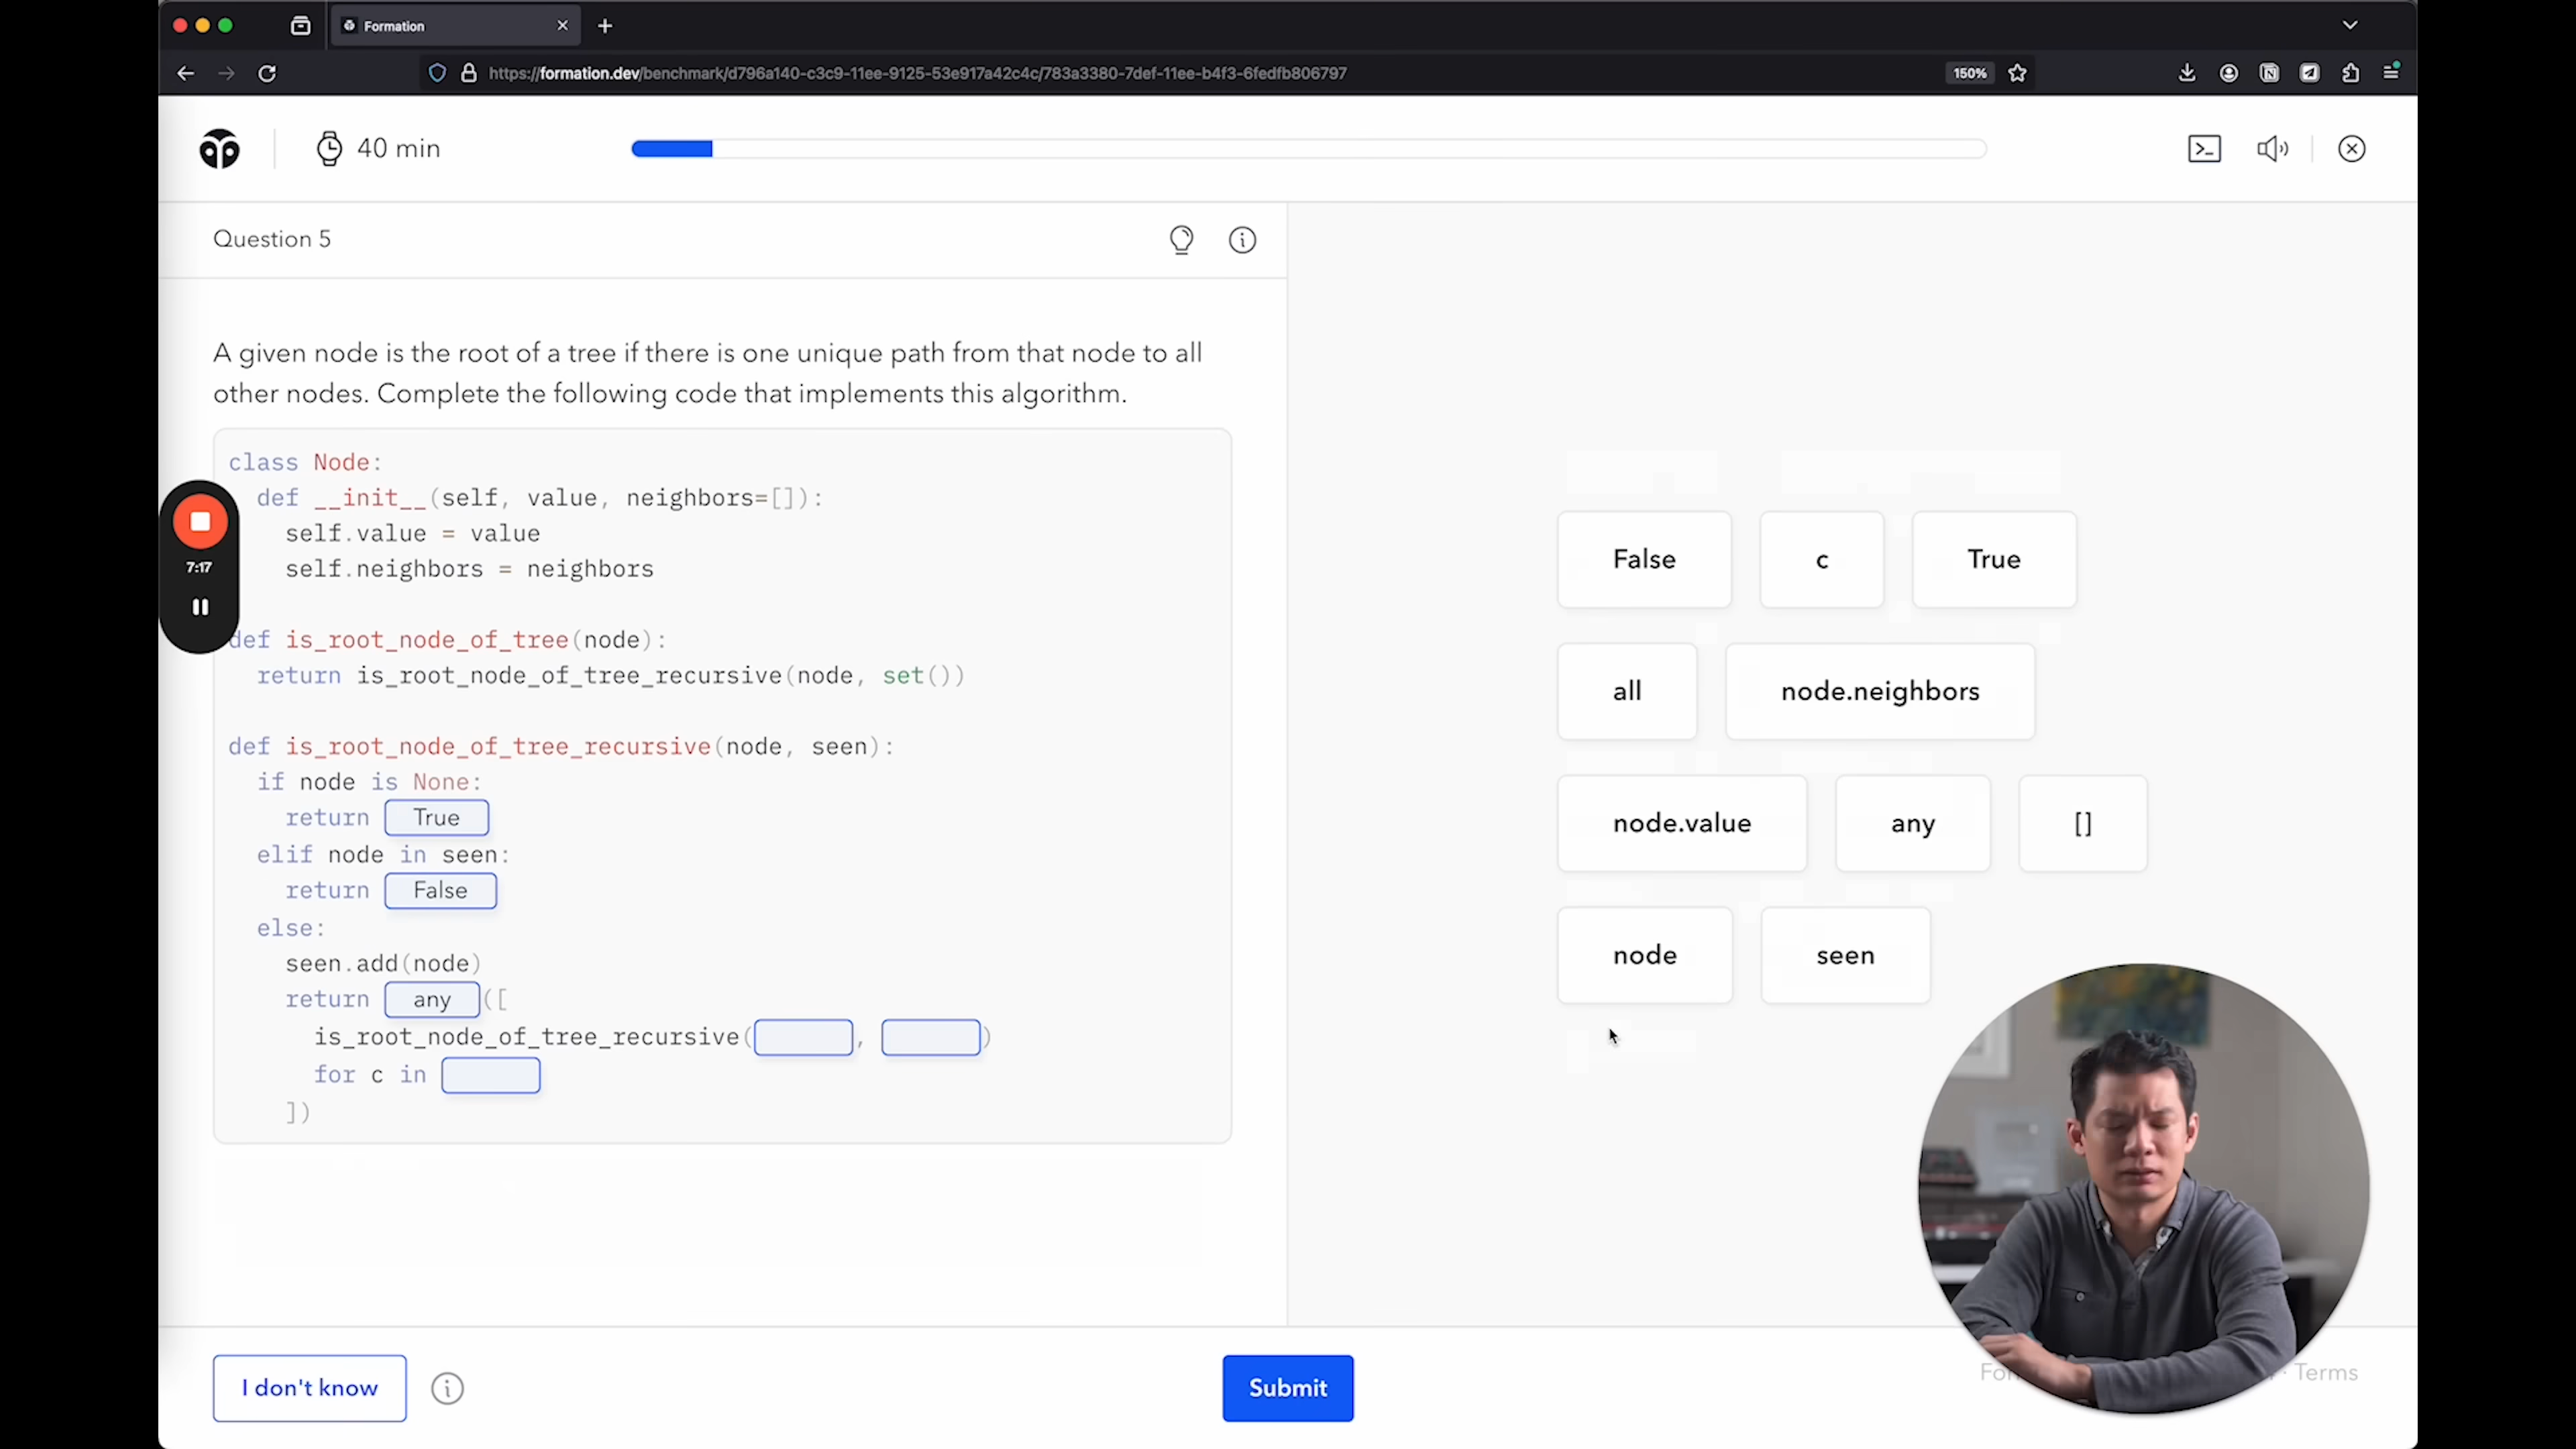 Formation
https://formation.dev/benchmark/d796a140-c3c9-11ee-9125-53e917a42c4c/783a3380-7def-11ee-b4f3-6fedfb806797
150%
40 min
Question 5
A given node is the root of a tree if there is one unique path from that node to all
other nodes. Complete the following code that implements this algorithm.
class Node:
def __init__(self, value, neighbors=[]):
self.value = value
self.neighbors = neighbors
def is_root_node_of_tree(node):
return is_root_node_of_tree_recursive(node, set())
def is_root_node_of_tree_recursive(node, seen):
if node is None:
return True
elif node in seen:
return False
else:
seen.add(node)
return any ([
is_root_node_of_tree_recursive( , )
for c in
])
7:17
False c True
all node.neighbors
node.value any []
node seen
I don't know
Submit
Terms